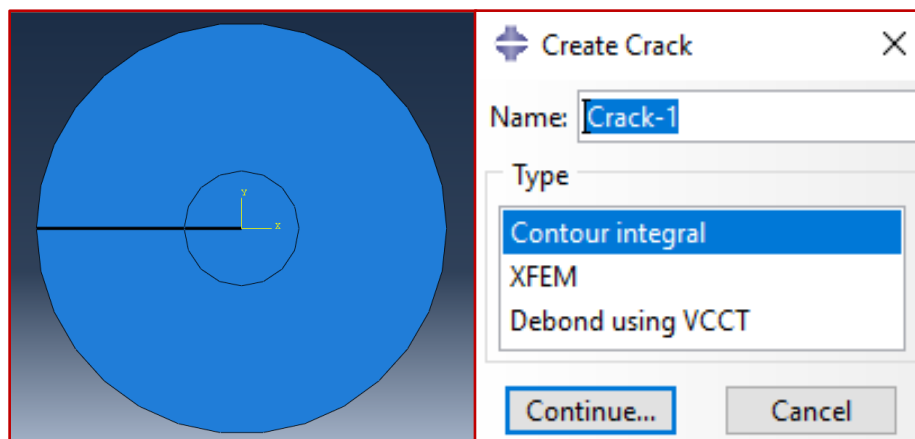 Y
X
Create Crack
Name: Crack-1
Type
Contour integral
XFEM
Debond using VCCT
Continue... Cancel